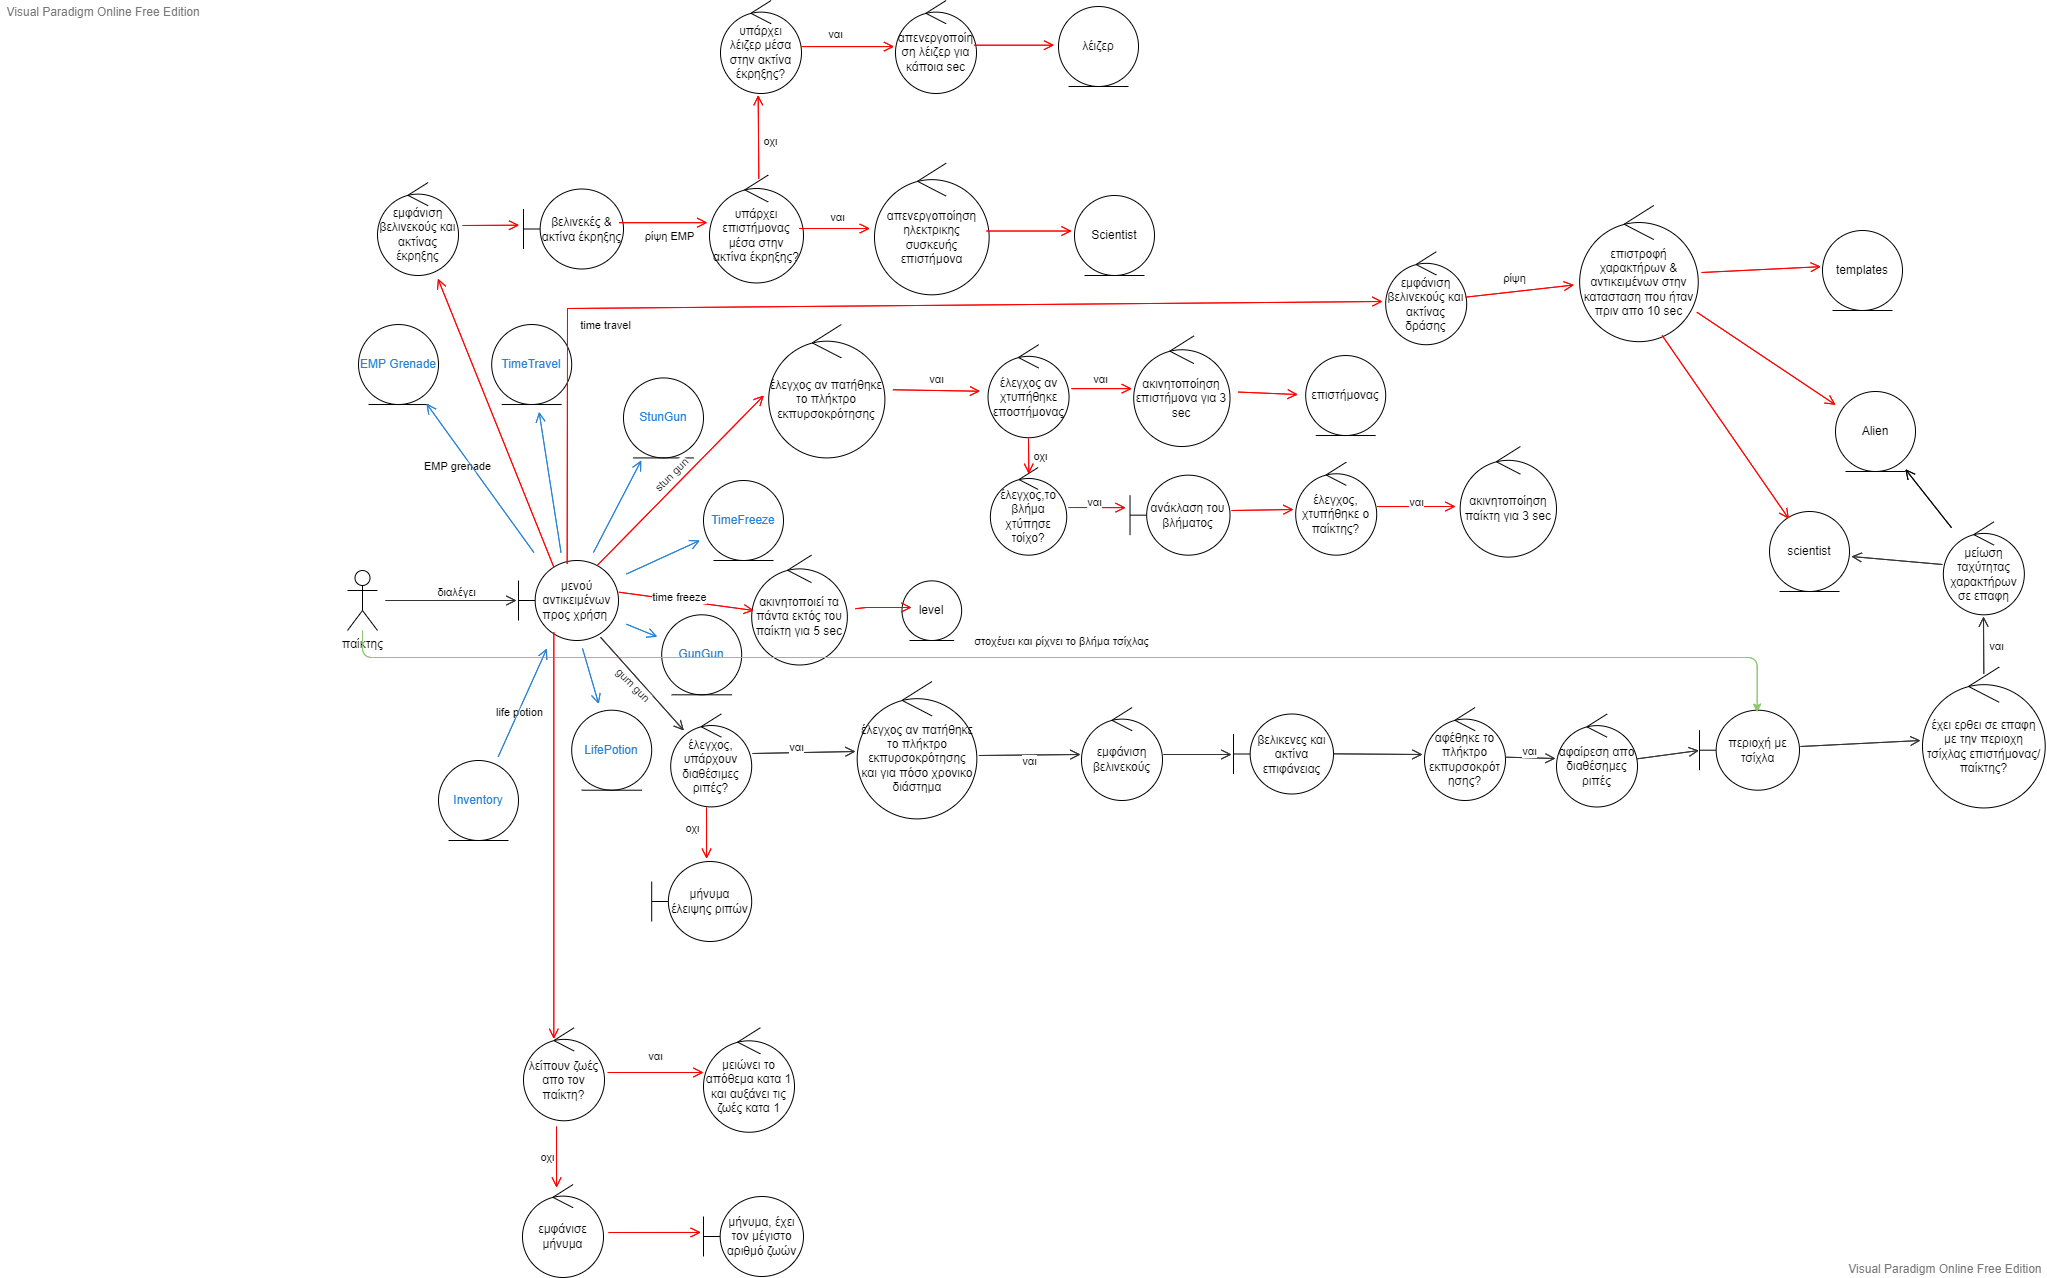 Visual Paradigm Online Free Edition
υπάρχει
λέιζερ μέσα
στην ακτίνα
έκρηξης?
ναι
απενεργοποίη
ση λέιζερ για
κάποια sec
λέιζερ
οχι
εμφάνιση
βελινεκούς και
ακτίνας
έκρηξης
βελινεκές &
ακτίνα έκρηξης
ρίψη EMP
υπάρχει
επιστήμονας
μέσα στην
ακτίνα έκρηξης?
ναι
απενεργοποίηση
ηλεκτρικης
συσκευής
επιστήμονα
Scientist
time travel
εμφάνιση
βελινεκούς και
ακτίνας
δράσης
ρίψη
επιστροφή
χαρακτήρων &
αντικειμένων στην
κατασταση που ήταν
πριν απο 10 sec
templates
EMP Grenade
TimeTravel
StunGun
EMP grenade
stun gun
έλεγχος αν πατήθηκε
το πλήκτρο
εκπυρσοκρότησης
ναι
έλεγχος αν
χτυπήθηκε
εποστήμονας
ναι
ακινητοποίηση
επιστήμονα για 3
sec
επιστήμονας
Alien
οχι
έλεγχος,το
βλήμα
χτύπησε
τοίχο?
ναι
ανάκλαση του
βλήματος
έλεγχος,
χτυπήθηκε ο
παίκτης?
ναι
ακινητοποίηση
παίκτη για 3 sec
TimeFreeze
scientist
μείωση
ταχύτητας
χαρακτήρων
σε επαφη
παίκτης
διαλέγει
μενού
αντικειμένων
προς χρήση
time freeze
ακινητοποιεί τα
πάντα εκτός του
παίκτη για 5 sec
level
στοχέυει και ρίχνει το βλήμα τσίχλας
ναι
GunGun
gum gun
life potion
LifePotion
Inventory
έλεγχος,
υπάρχουν
διαθέσιμες
ριπές?
ναι
έλεγχος αν πατήθηκε
το πλήκτρο
εκπυρσοκρότησης
και για πόσο χρονικο
διάστημα
ναι
εμφάνιση
βελινεκούς
βελικενες και
ακτίνα
επιφάνειας
αφέθηκε το
πλήκτρο
εκπυρσοκρότ
ησης?
ναι
αφαίρεση απο
διαθέσημες
ριπές
περιοχή με
τσίχλα
έχει ερθει σε επαφη
με την περιοχη
τσίχλας επιστήμονας/
παίκτης?
οχι
μήνυμα
έλειψης ριπών
λείπουν ζωές
απο τον
παίκτη?
ναι
μειώνει το
απόθεμα κατα 1
και αυξάνει τις
ζωές κατα 1
οχι
εμφάνισε
μήνυμα
μήνυμα, έχει
τον μέγιστο
αριθμό ζωών
Visual Paradigm Online Free Edition